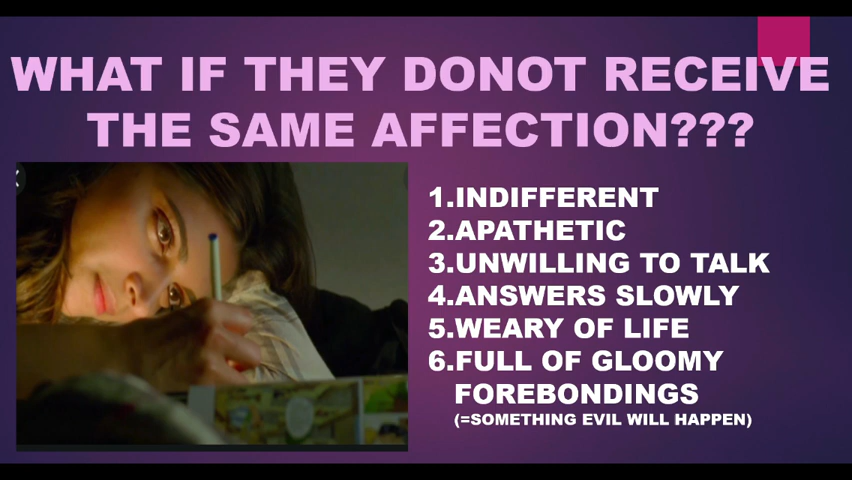 WHAT IF THEY DONOT RECEIVE
THE SAME AFFECTION???
1.INDIFFERENT
2.APATHETIC
3.UNWILLING TO TALK
4.ANSWERS SLOWLY
5.WEARY OF LIFE
6.FULL OF GLOOMY
FOREBONDINGS
(=SOMETHING EVIL WILL HAPPEN)